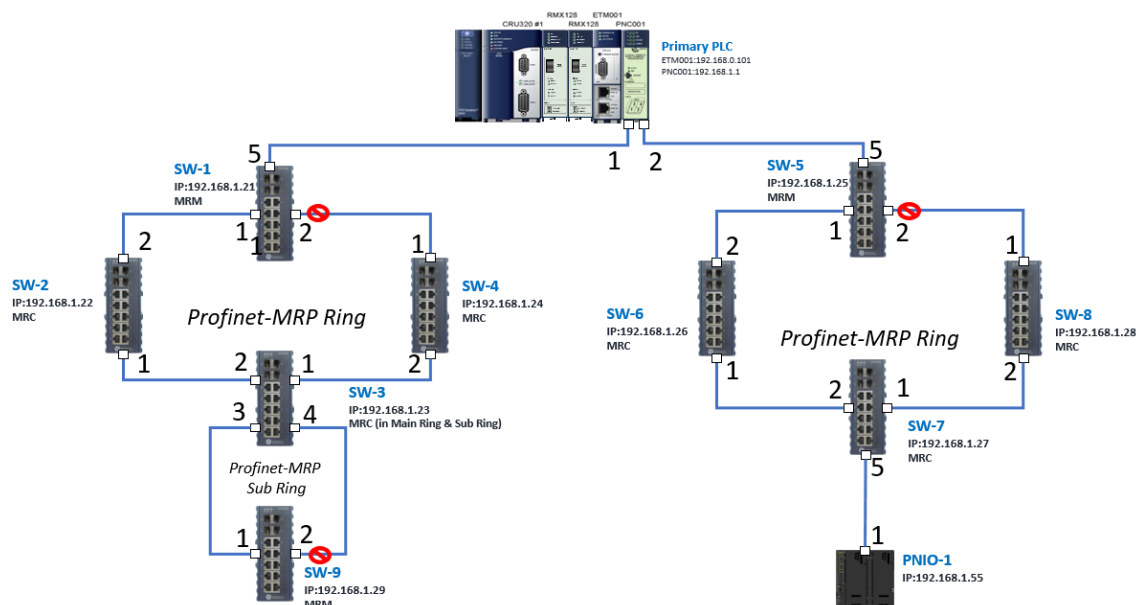 RMX128 ETM001
CRU320 #1 RMX128 PNC001
Primary PLC
ETM001:192.168.0.101
PNC001:192.168.1.1
1 2
5
SW-1
IP:192.168.1.21
MRM
1 2
1
5
SW-5
IP:192.168.1.25
MRM
1 2
2
SW-2
IP:192.168.1.22
MRC
1
1
SW-4
IP:192.168.1.24
MRC
2
Profinet-MRP Ring
2
SW-6
IP:192.168.1.26
MRC
1
1
SW-8
IP:192.168.1.28
MRC
2
Profinet-MRP Ring
2 1
SW-3
IP:192.168.1.23
MRC (in Main Ring & Sub Ring)
3 4
2 1
SW-7
IP:192.168.1.27
MRC
5
Profinet-MRP
Sub Ring
1 2
SW-9
IP:192.168.1.29
MRM
1
PNIO-1
IP:192.168.1.55